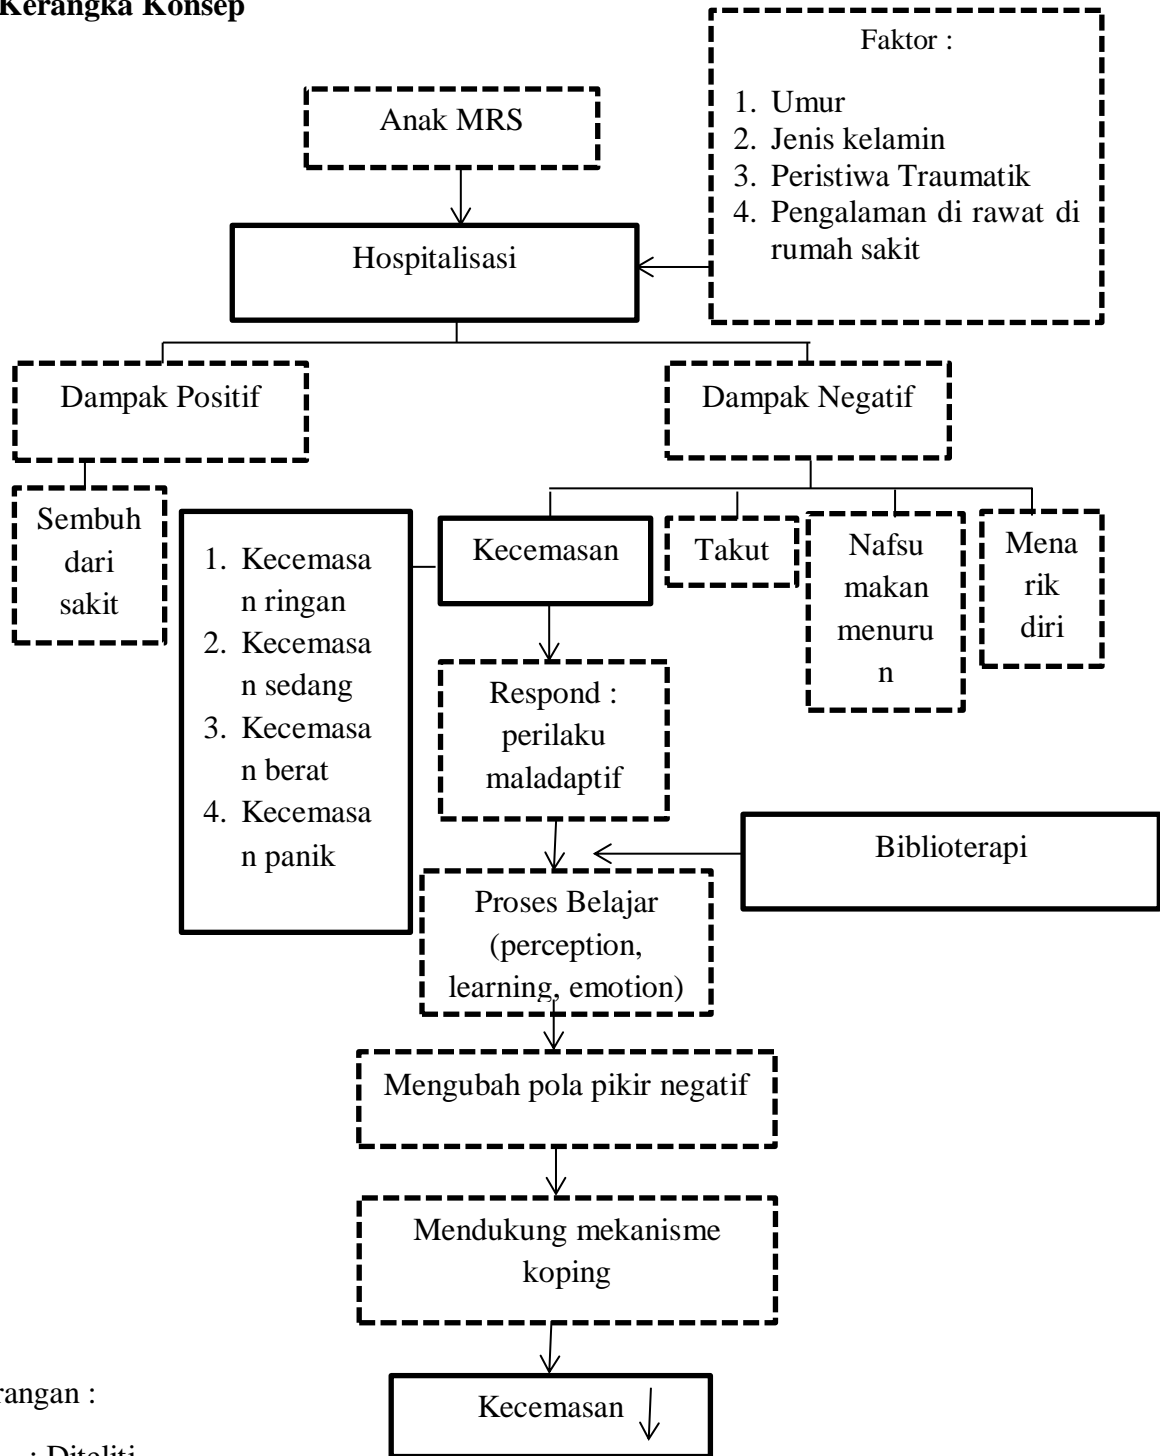 Kerangka Konsep
Faktor :
1. Umur
2. Jenis kelamin
3. Peristiwa Traumatik
4. Pengalaman di rawat di
rumah sakit
Anak MRS
Hospitalisasi
Dampak Positif
Dampak Negatif
Sembuh
dari
sakit
1. Kecemasa
n ringan
2. Kecemasa
n sedang
3. Kecemasa
n berat
4. Kecemasa
n panik
Kecemasan
Takut
Nafsu
makan
menuru
n
Mena
rik
diri
Respond :
perilaku
maladaptif
Biblioterapi
Proses Belajar
(perception,
learning, emotion)
Mengubah pola pikir negatif
Mendukung mekanisme
koping
Kecemasan
rangan :
: Diteliti